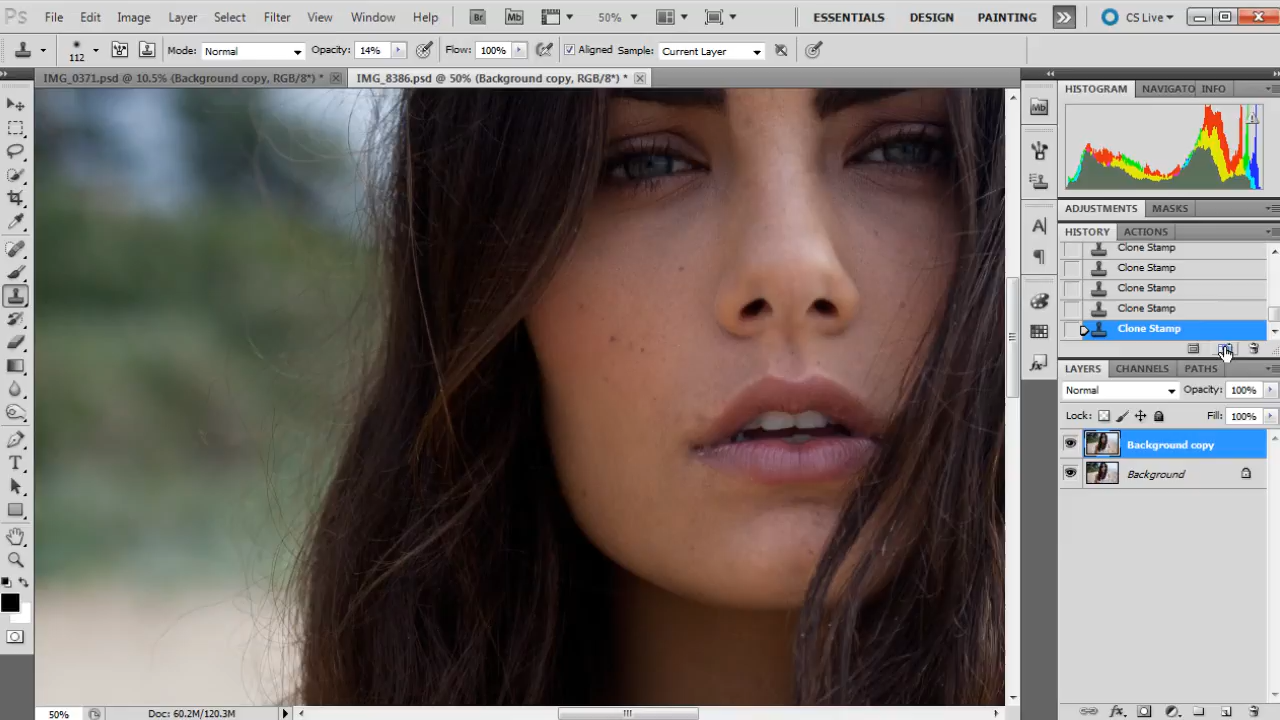 Ps File Edit Image Layer Select Filter View Window Help Br Mb 50% ESSENTIALS DESIGN PAINTING CS Live
112 Mode: Normal Opacity: 14% Flow: 100% Aligned Sample: Current Layer
IMG_0371.psd @ 10.5% (Background copy, RGB/8*) * IMG_8386.psd @ 50% (Background copy, RGB/8*) *
HISTOGRAM NAVIGATO INFO
Mb
ADJUSTMENTS MASKS
HISTORY ACTIONS
Clone Stamp
Clone Stamp
Clone Stamp
Clone Stamp
Clone Stamp
LAYERS CHANNELS PATHS
Normal Opacity: 100%
Lock: Fill: 100%
Background copy
Background
50% Doc: 60.2M/120.3M